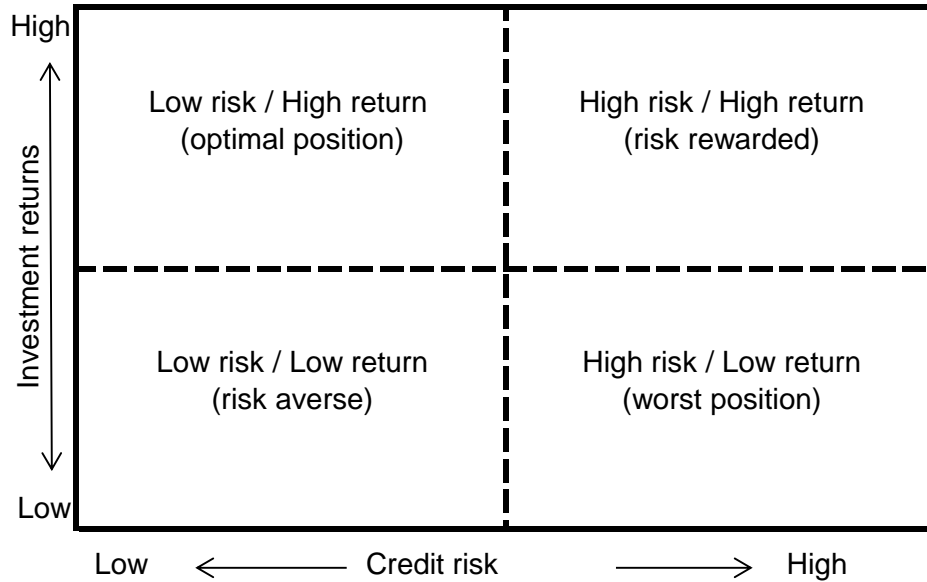 High
Low risk / High return
(optimal position)
High risk / High return
(risk rewarded)
Investment returns
Low risk / Low return
(risk averse)
High risk / Low return
(worst position)
Low
Low
Credit risk
High